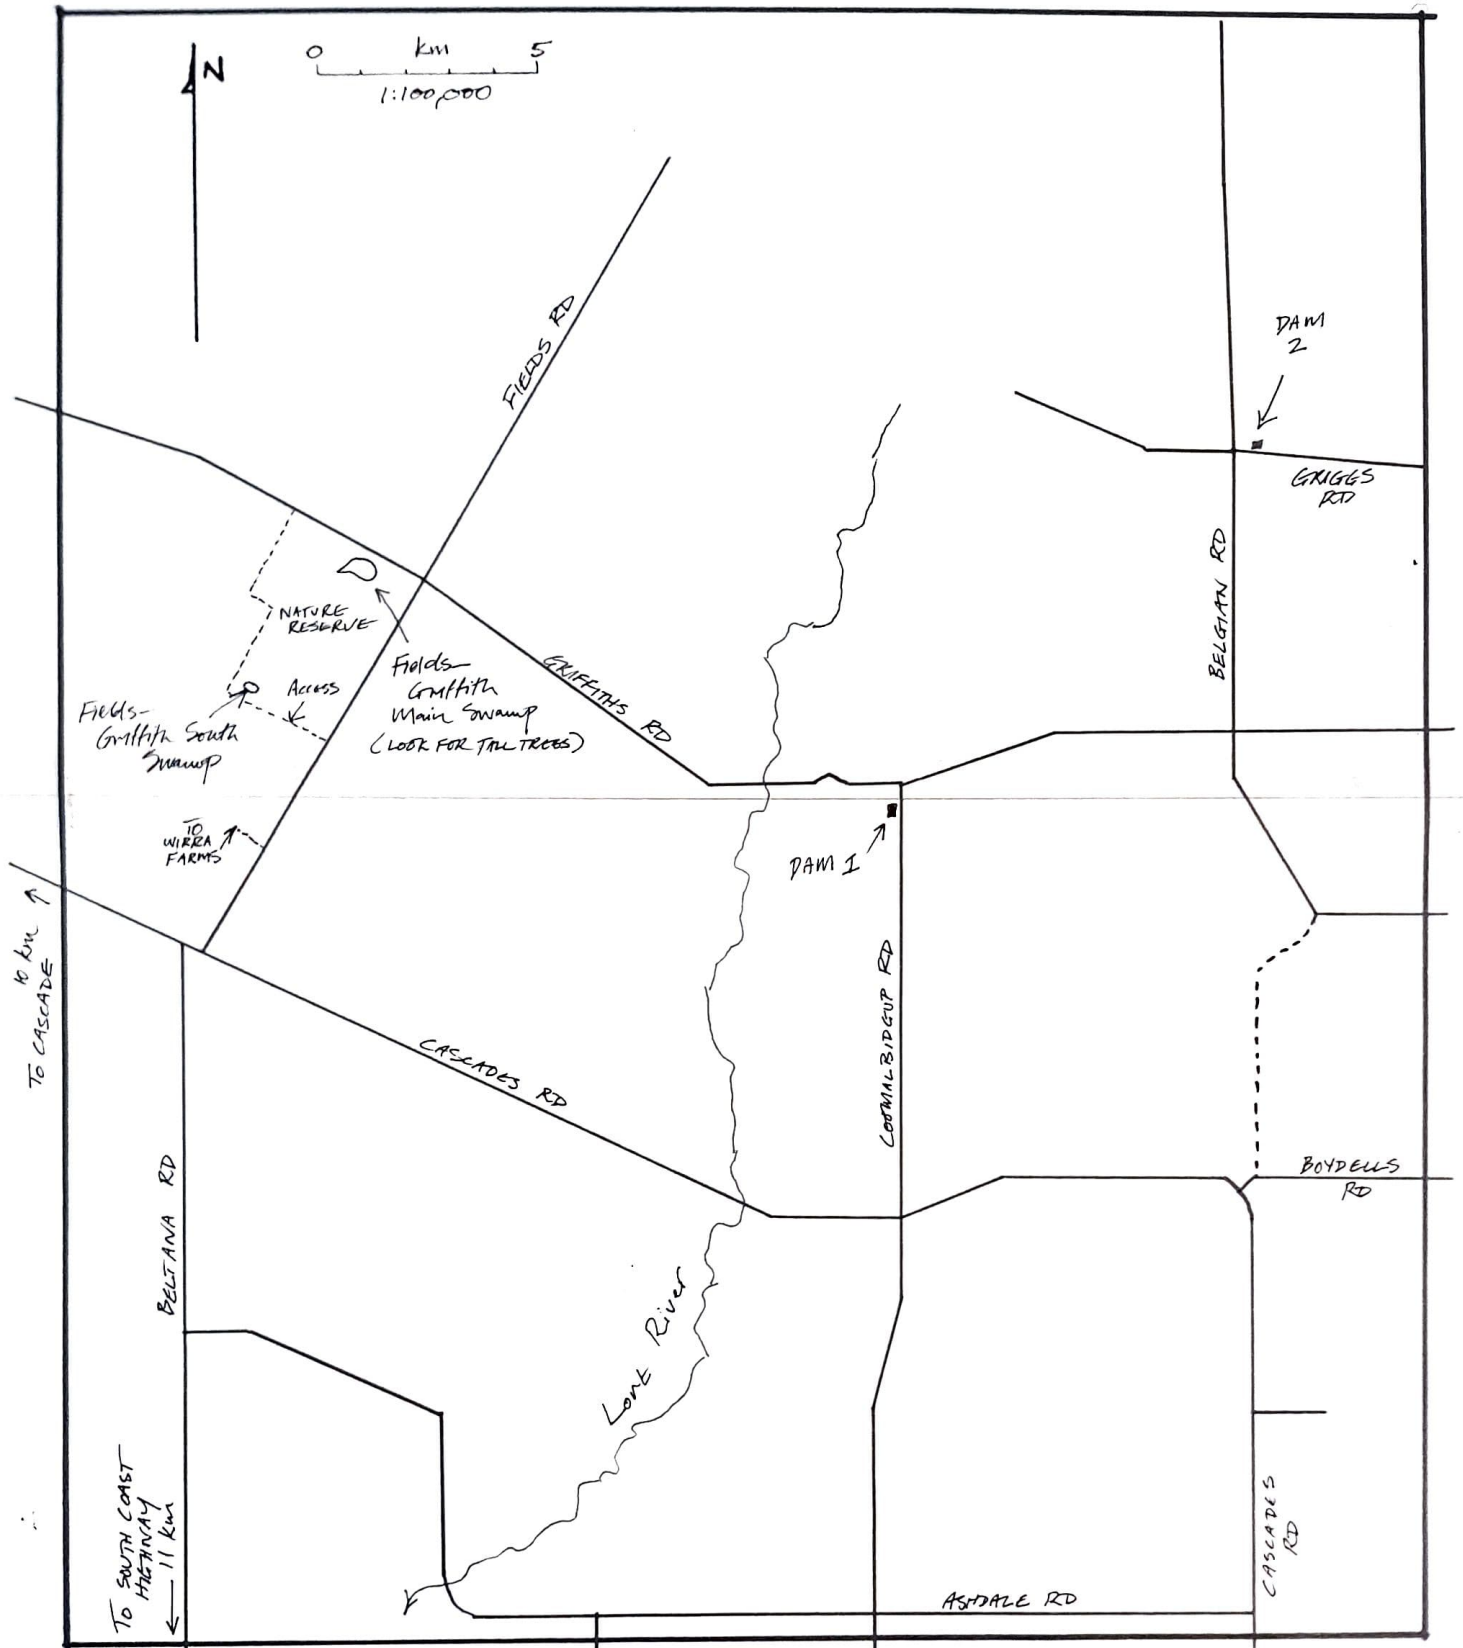 N
0 km 5
1:100,000
FIELDS RD
DAM
2
GRIGGS
RD
BELGIAN RD
NATURE
RESERVE
Access
Fields-
Griffith South
Swamp
Fields-
Griffith
Main Swamp
(LOOK FOR TALL TREES)
GRIFFITHS RD
TO
WIRRA
FARMS
DAM 1
10 km
TO CASCADE
CASCADES RD
COOMALBIDGUP RD
BOYDELLS
RD
BELTANA RD
Lort River
TO SOUTH COAST
HIGHWAY
11 km
CASCADES
RD
ASHDALE RD